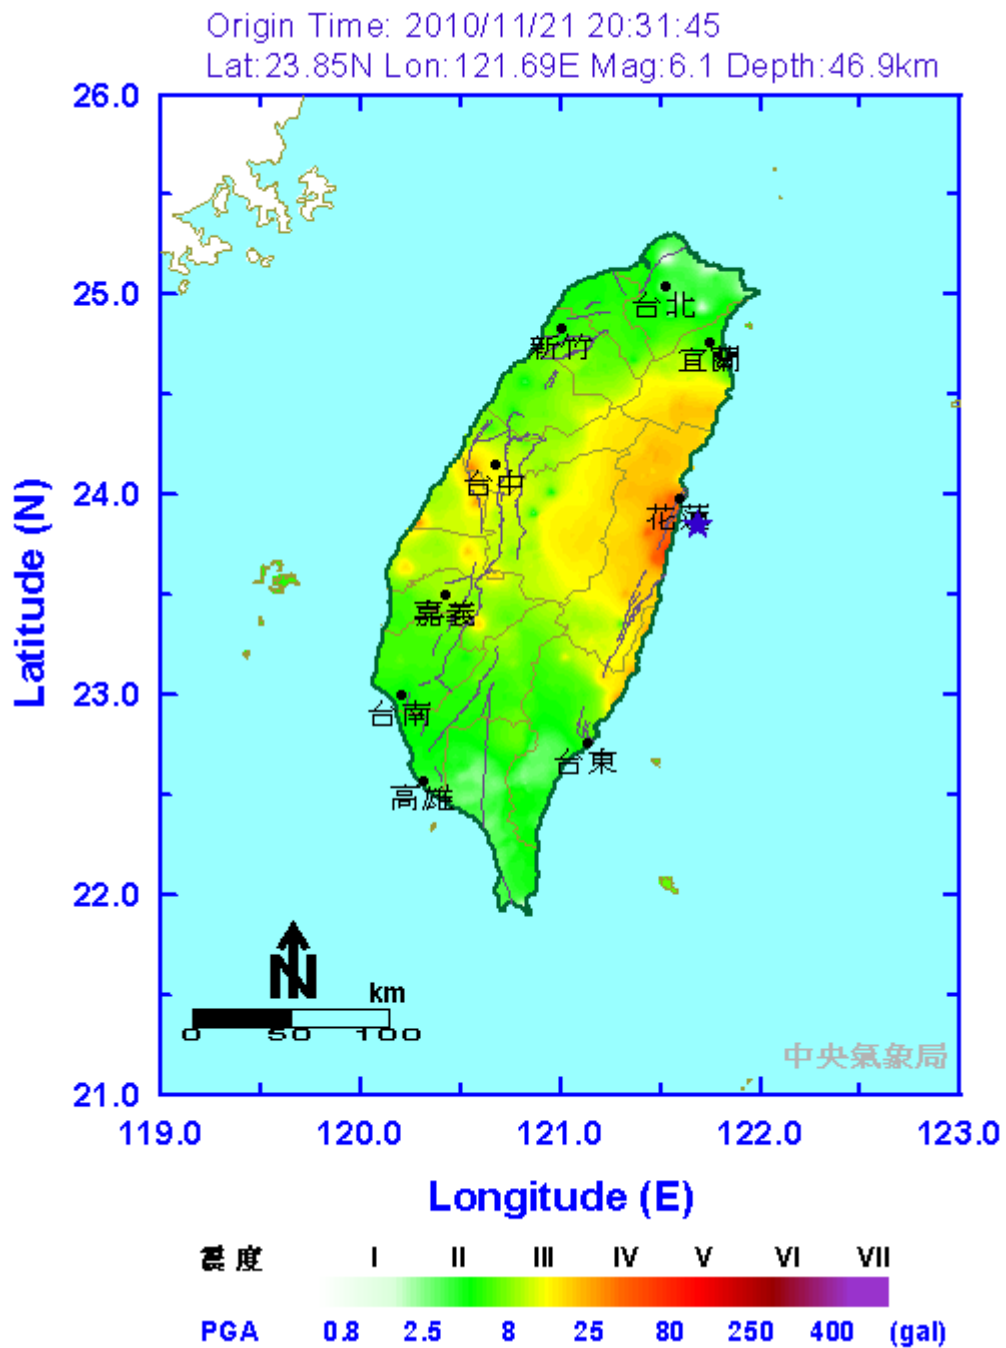 Origin Time: 2010/11/21 20:31:45
Lat:23.85N Lon:121.69E Mag:6.1 Depth:46.9km
26.0
25.0
24.0
23.0
22.0
21.0
Latitude (N)
台北
新竹
宜蘭
台中
花蓮
嘉義
台南
台東
高雄
N
km
0 50 100
中央氣象局
119.0 120.0 121.0 122.0 123.0
Longitude (E)
震度 I II III IV V VI VII
PGA 0.8 2.5 8 25 80 250 400 (gal)